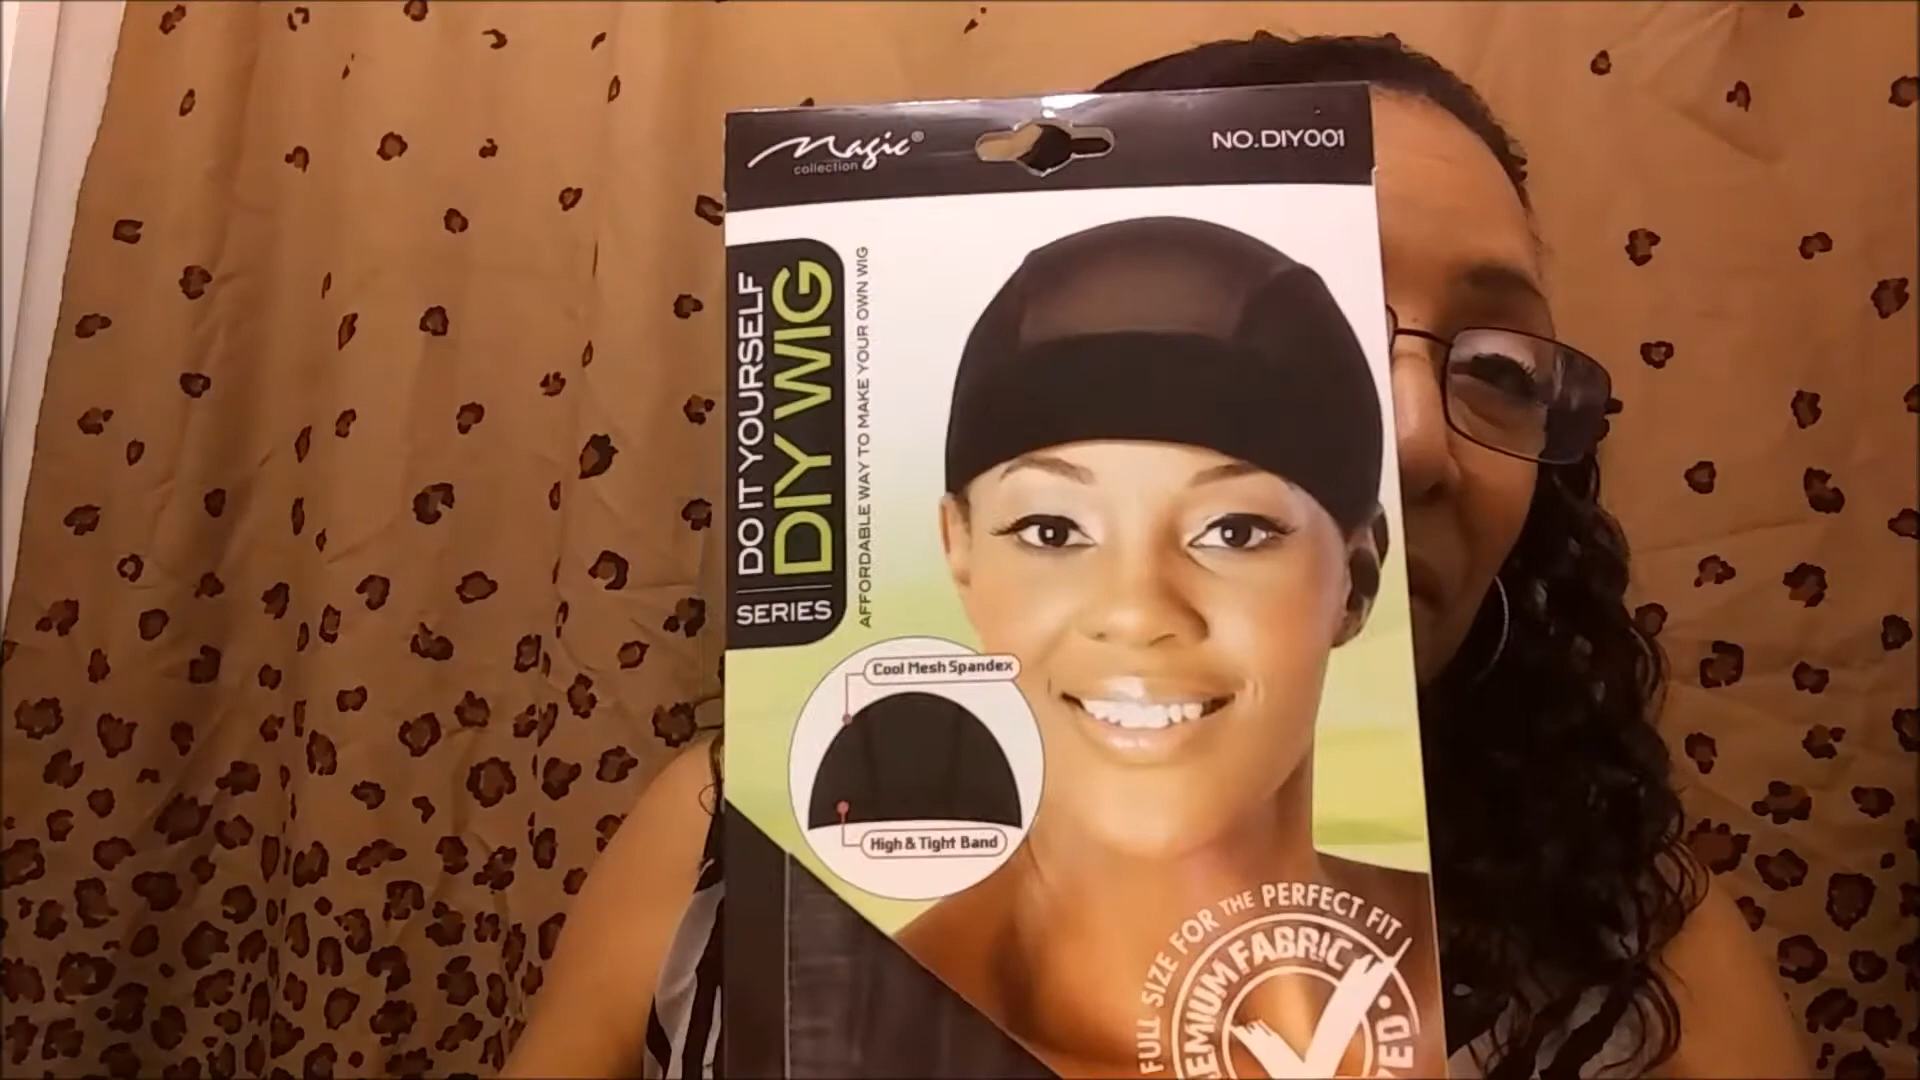 Magic®
collection
NO.DIY001
DO IT YOURSELF
DIY WIG
SERIES
AFFORDABLE WAY TO MAKE YOUR OWN WIG
Cool Mesh Spandex
High & Tight Band
FULL SIZE FOR THE PERFECT FIT
FABRIC